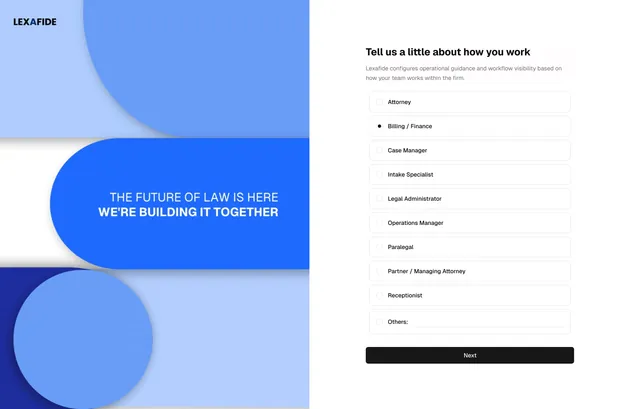 LEXAFIDE
THE FUTURE OF LAW IS HERE
WE'RE BUILDING IT TOGETHER
Tell us a little about how you work
Lexafide configures operational guidance and workflow visibility based on
how your team works within the firm.
Attorney
Billing / Finance
Case Manager
Intake Specialist
Legal Administrator
Operations Manager
Paralegal
Partner / Managing Attorney
Receptionist
Others:
Next